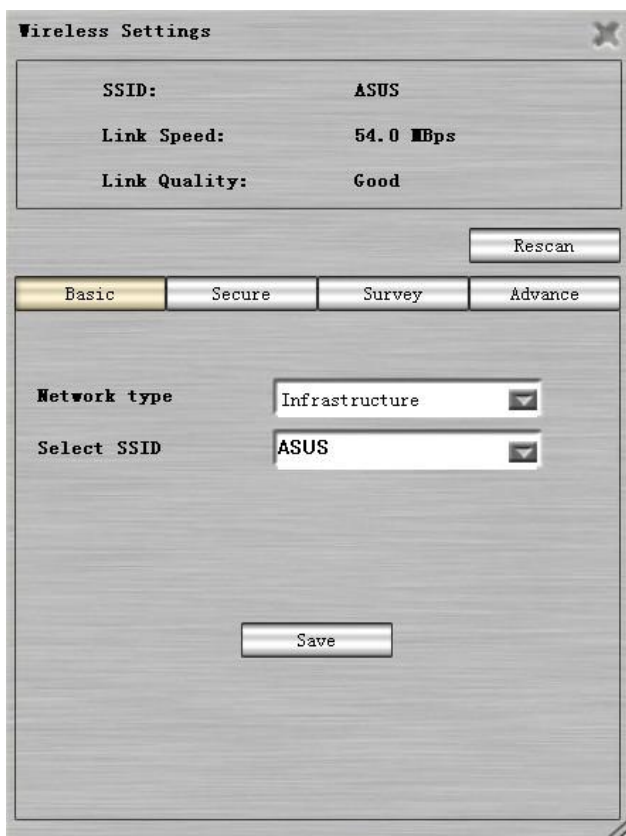 Wireless Settings
SSID: ASUS
Link Speed: 54.0 MBps
Link Quality: Good
Rescan
Basic Secure Survey Advance
Network type Infrastructure
Select SSID ASUS
Save